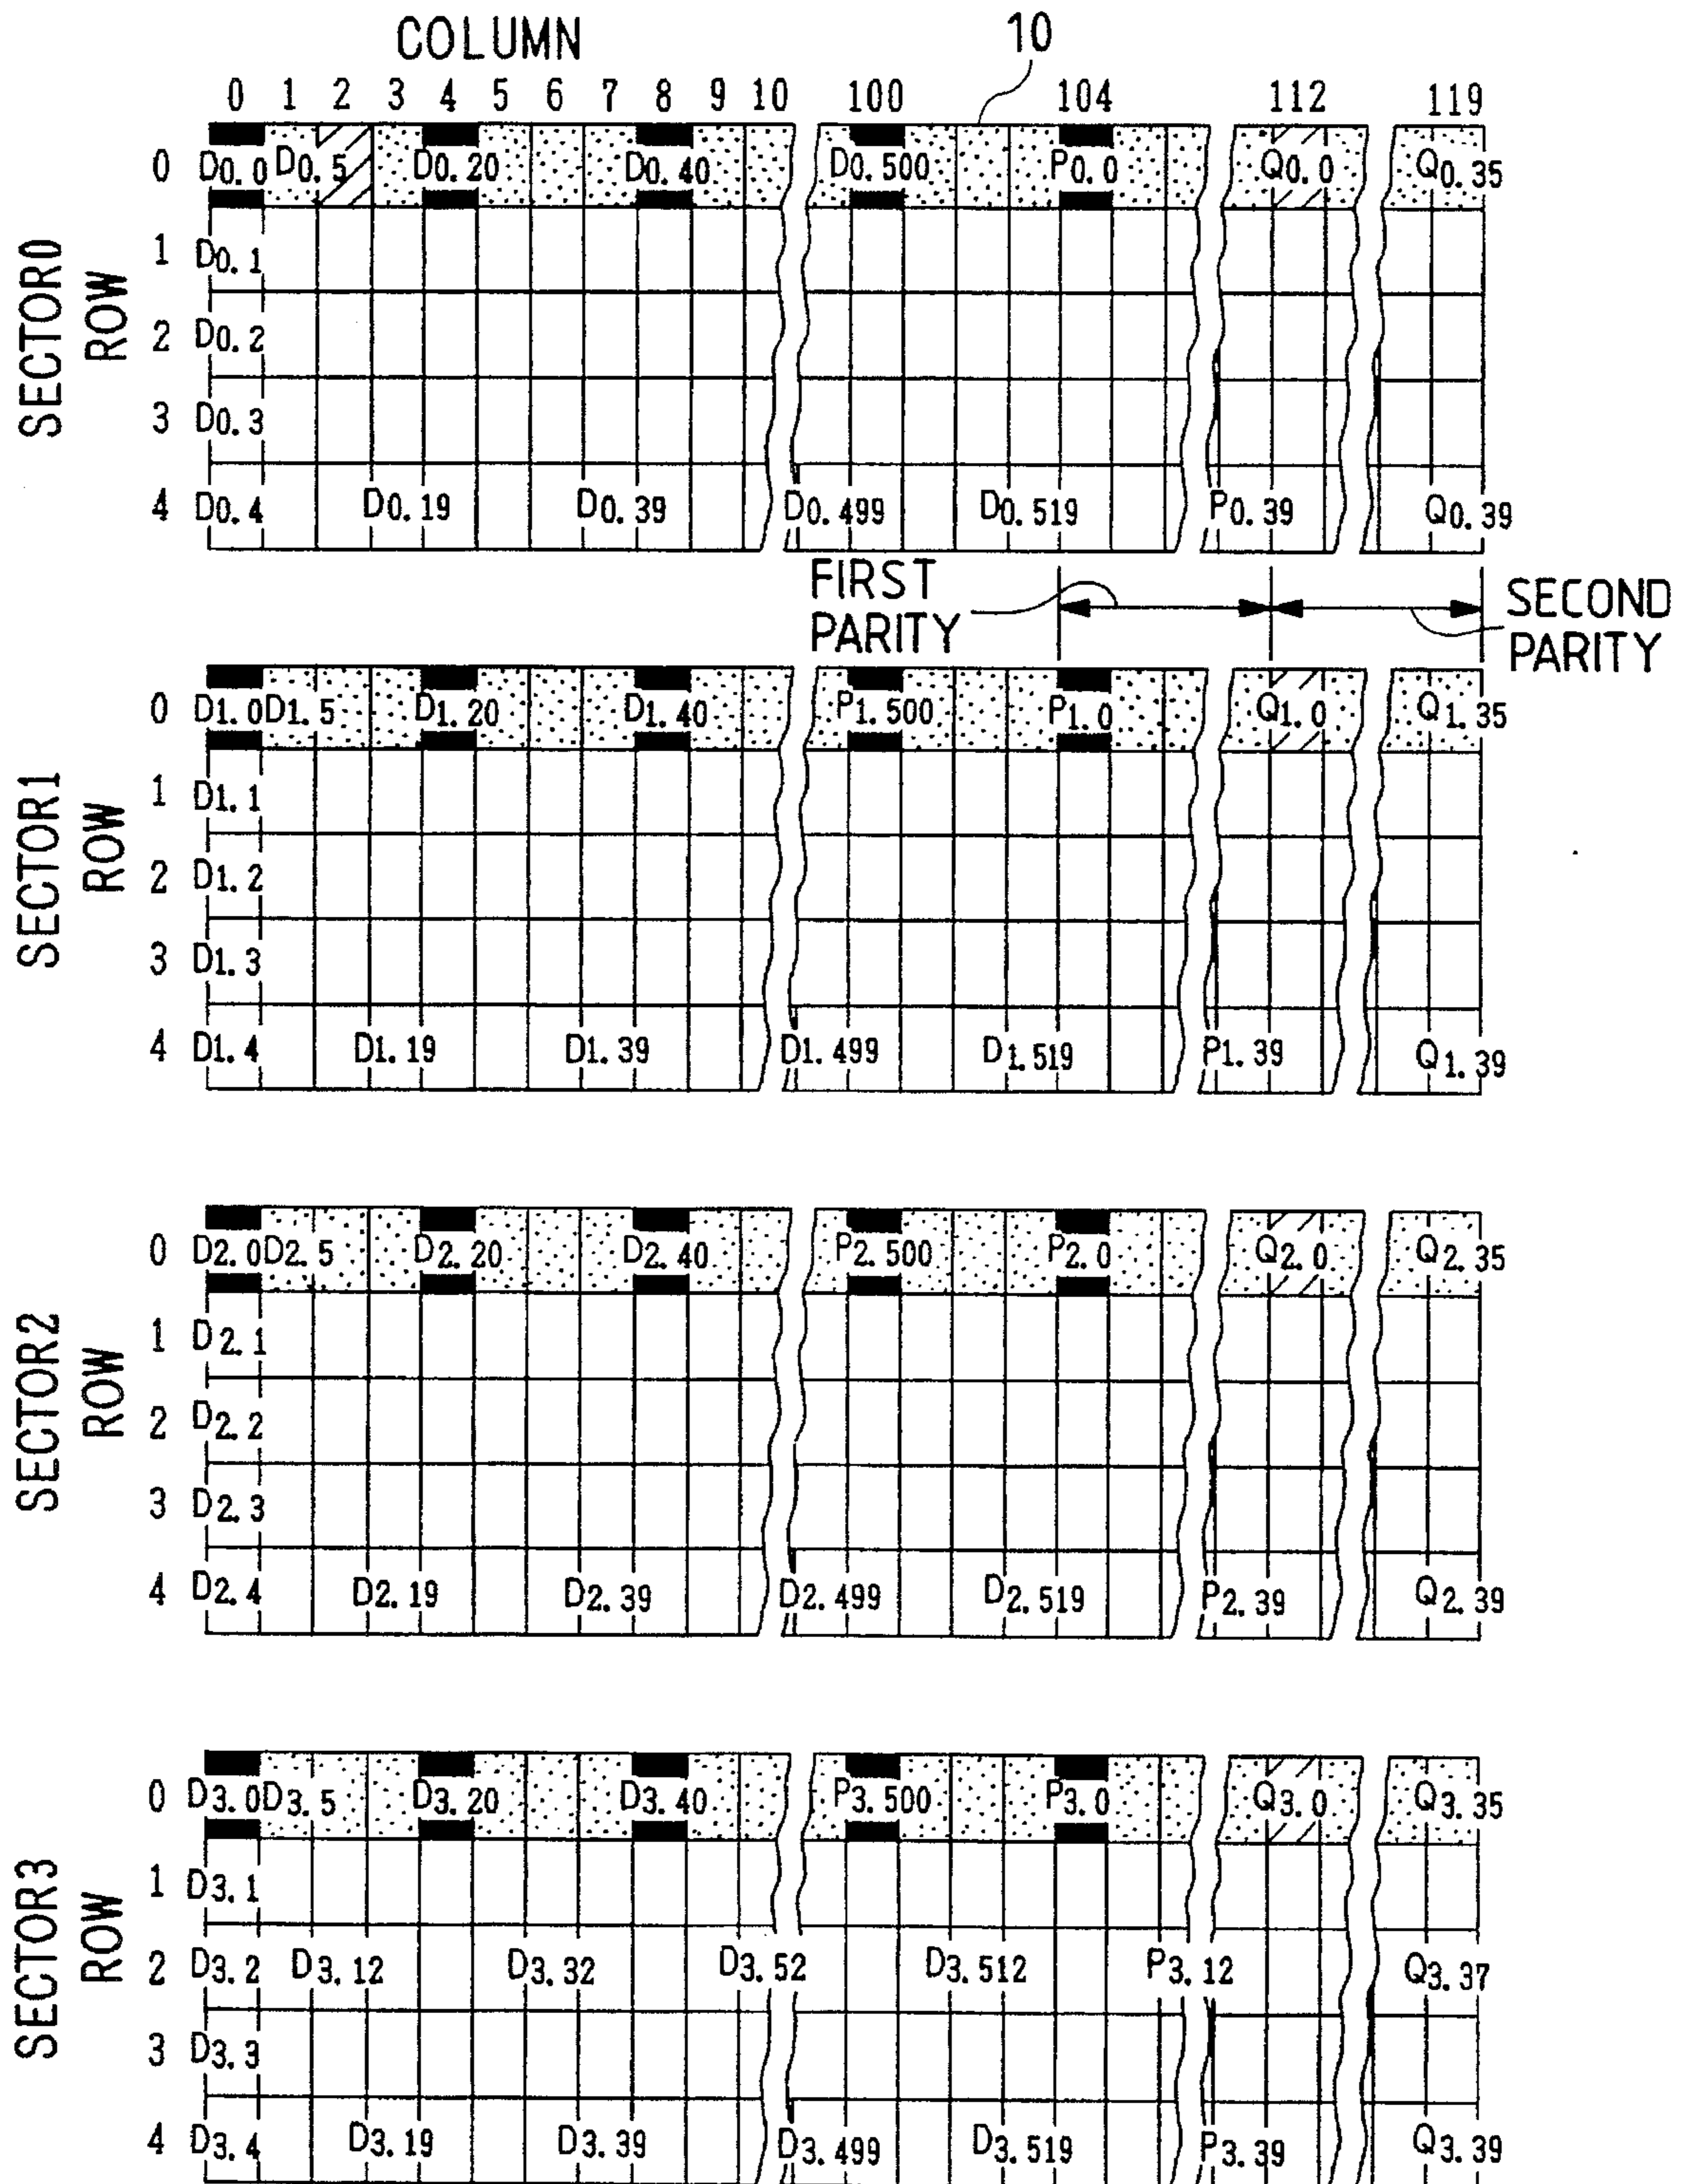 COLUMN
10
0 1 2 3 4 5 6 7 8 9 10 100 104 112 119
SECTOR0
ROW
0 D0.0 D0.5 D0.20 D0.40 D0.500 P0.0 Q0.0 Q0.35
1 D0.1
2 D0.2
3 D0.3
4 D0.4 D0.19 D0.39 D0.499 D0.519 P0.39 Q0.39
FIRST
PARITY
SECOND
PARITY
SECTOR1
ROW
0 D1.0 D1.5 D1.20 D1.40 P1.500 P1.0 Q1.0 Q1.35
1 D1.1
2 D1.2
3 D1.3
4 D1.4 D1.19 D1.39 D1.499 D1.519 P1.39 Q1.39
SECTOR2
ROW
0 D2.0 D2.5 D2.20 D2.40 P2.500 P2.0 Q2.0 Q2.35
1 D2.1
2 D2.2
3 D2.3
4 D2.4 D2.19 D2.39 D2.499 D2.519 P2.39 Q2.39
SECTOR3
ROW
0 D3.0 D3.5 D3.20 D3.40 P3.500 P3.0 Q3.0 Q3.35
1 D3.1
2 D3.2 D3.12 D3.32 D3.52 D3.512 P3.12 Q3.37
3 D3.3
4 D3.4 D3.19 D3.39 D3.499 D3.519 P3.39 Q3.39